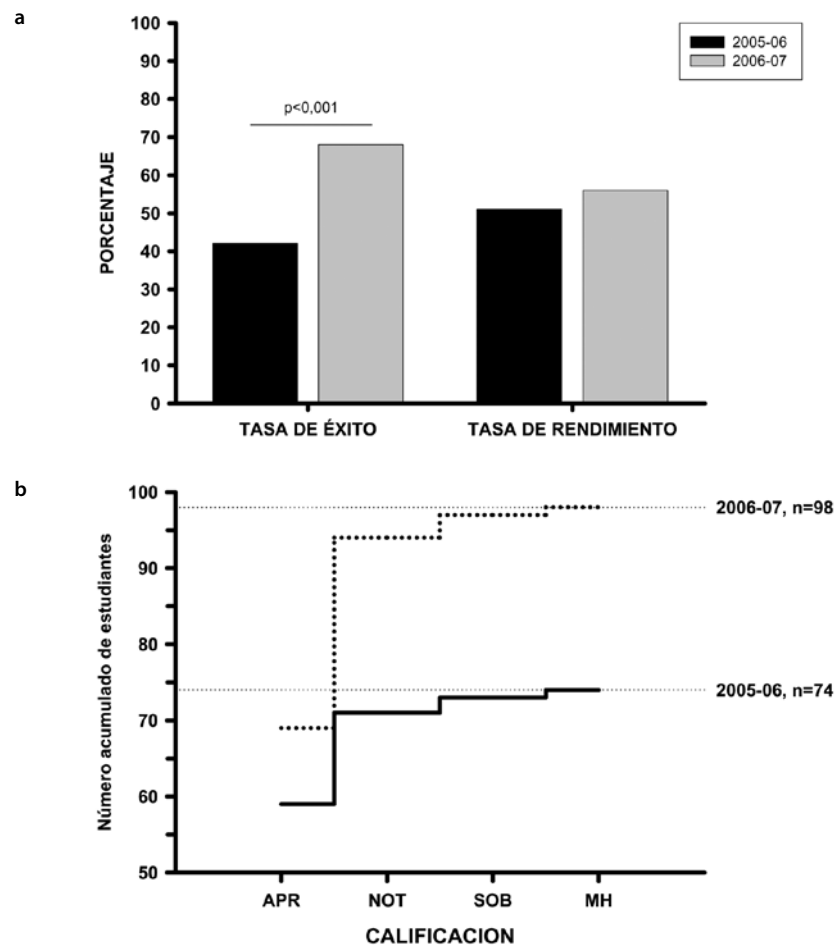 a
100
90
80
70
60
50
40
30
20
10
0
PORCENTAJE
2005-06
2006-07
p<0,001
TASA DE ÉXITO
TASA DE RENDIMIENTO
b
100
90
80
70
60
50
Número acumulado de estudiantes
2006-07, n=98
2005-06, n=74
APR
NOT
SOB
MH
CALIFICACION